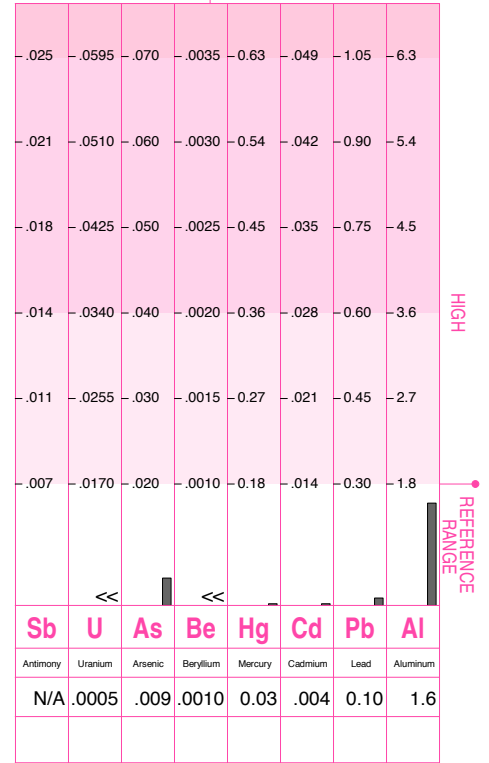 .025 .0595 .070 .0035 0.63 .049 1.05 6.3
.021 .0510 .060 .0030 0.54 .042 0.90 5.4
.018 .0425 .050 .0025 0.45 .035 0.75 4.5
.014 .0340 .040 .0020 0.36 .028 0.60 3.6
HIGH
.011 .0255 .030 .0015 0.27 .021 0.45 2.7
.007 .0170 .020 .0010 0.18 .014 0.30 1.8
REFERENCE
RANGE
<< <<
Sb U As Be Hg Cd Pb Al
Antimony Uranium Arsenic Beryllium Mercury Cadmium Lead Aluminum
N/A .0005 .009 .0010 0.03 .004 0.10 1.6